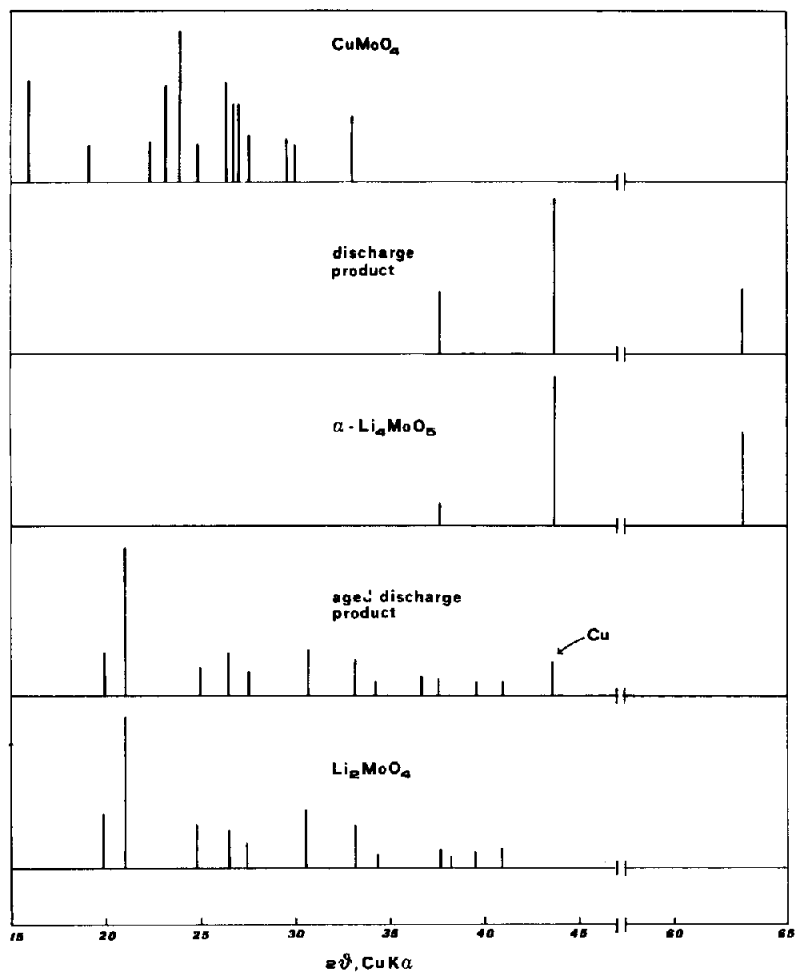 CuMoO₄
discharge
product
α - Li₄MoO₅
aged discharge
product
Cu
Li₂MoO₄
15 20 25 30 35 40 45 60 65
2ϑ, CuKα